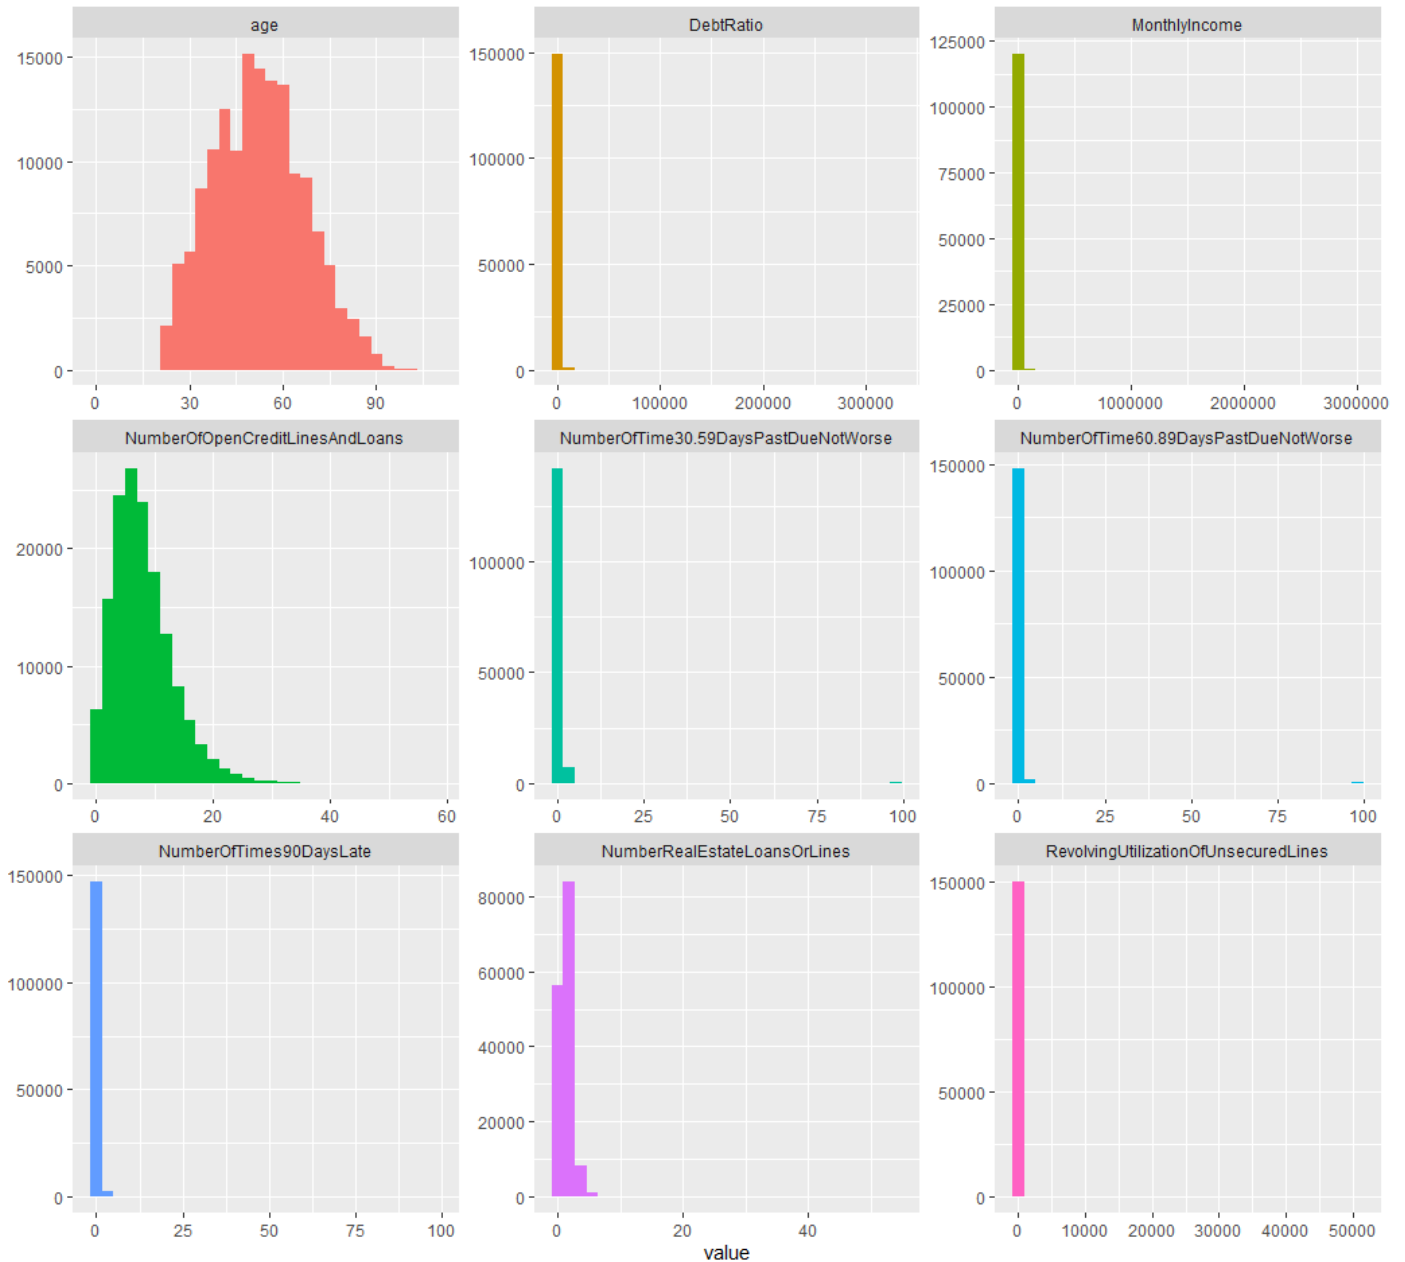 age
DebtRatio
MonthlyIncome
15000
10000
5000
0
0 30 60 90
150000
100000
50000
0
0 100000 200000 300000
125000
100000
75000
50000
25000
0
0 1000000 2000000 3000000
NumberOfOpenCreditLinesAndLoans
NumberOfTime30.59DaysPastDueNotWorse
NumberOfTime60.89DaysPastDueNotWorse
20000
10000
0
0 20 40 60
100000
50000
0
0 25 50 75 100
150000
100000
50000
0
0 25 50 75 100
NumberOfTimes90DaysLate
NumberRealEstateLoansOrLines
RevolvingUtilizationOfUnsecuredLines
150000
100000
50000
0
0 25 50 75 100
80000
60000
40000
20000
0
0 20 40
150000
100000
50000
0
0 10000 20000 30000 40000 50000
value